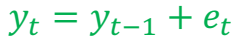 y_t = y_{t-1} + e_t